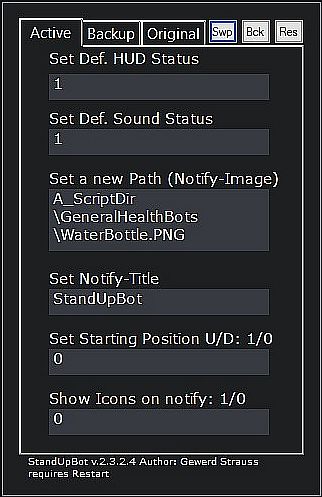 Active Backup Original Swp Bck Res
Set Def. HUD Status
1
Set Def. Sound Status
1
Set a new Path (Notify-Image)
A_ScriptDir
\GeneralHealthBots
\WaterBottle.PNG
Set Notify-Title
StandUpBot
Set Starting Position U/D: 1/0
0
Show Icons on notify: 1/0
0
StandUpBot v.2.3.2.4 Author: Gewerd Strauss
requires Restart